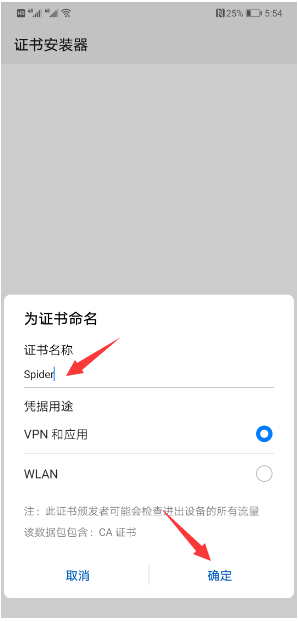 25% 5:54
证书安装器
为证书命名
证书名称
Spider
凭据用途
VPN 和应用
WLAN
注：此证书颁发者可能会检查进出设备的所有流量
该数据包包含：CA 证书
取消 确定